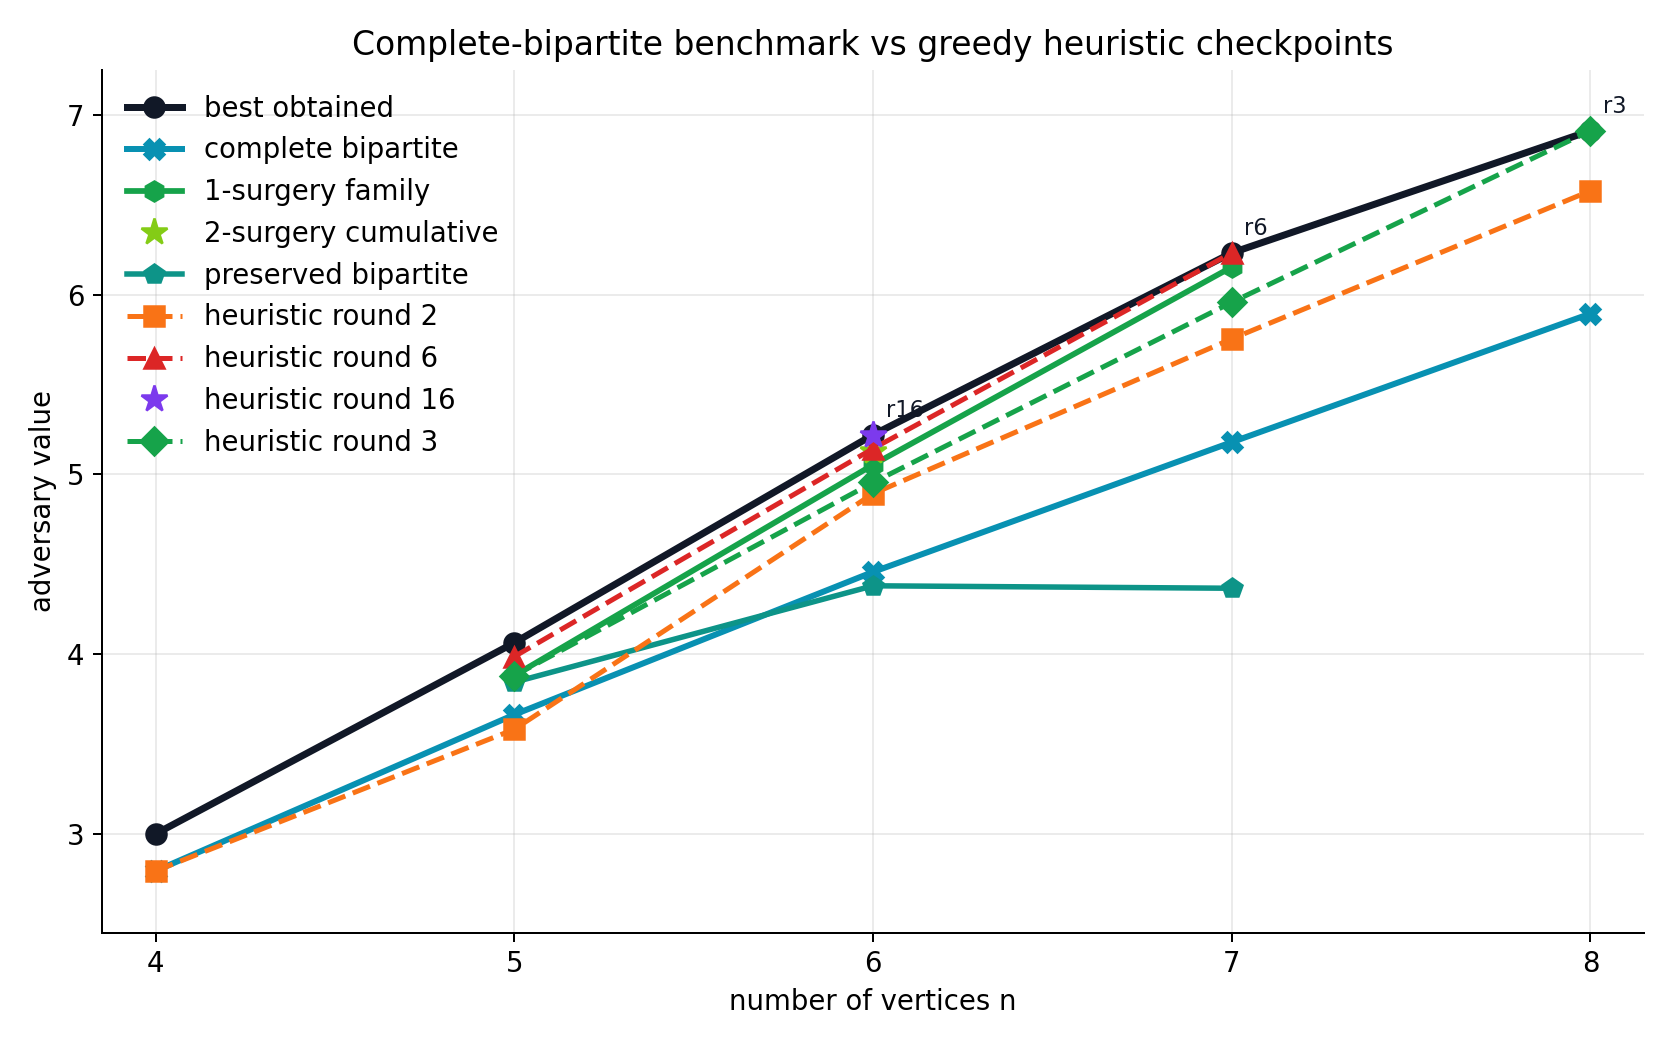 Complete-bipartite benchmark vs greedy heuristic checkpoints
best obtained
complete bipartite
1-surgery family
2-surgery cumulative
preserved bipartite
heuristic round 2
heuristic round 6
heuristic round 16
heuristic round 3
r3
r6
r16
7
6
5
4
3
adversary value
4 5 6 7 8
number of vertices n